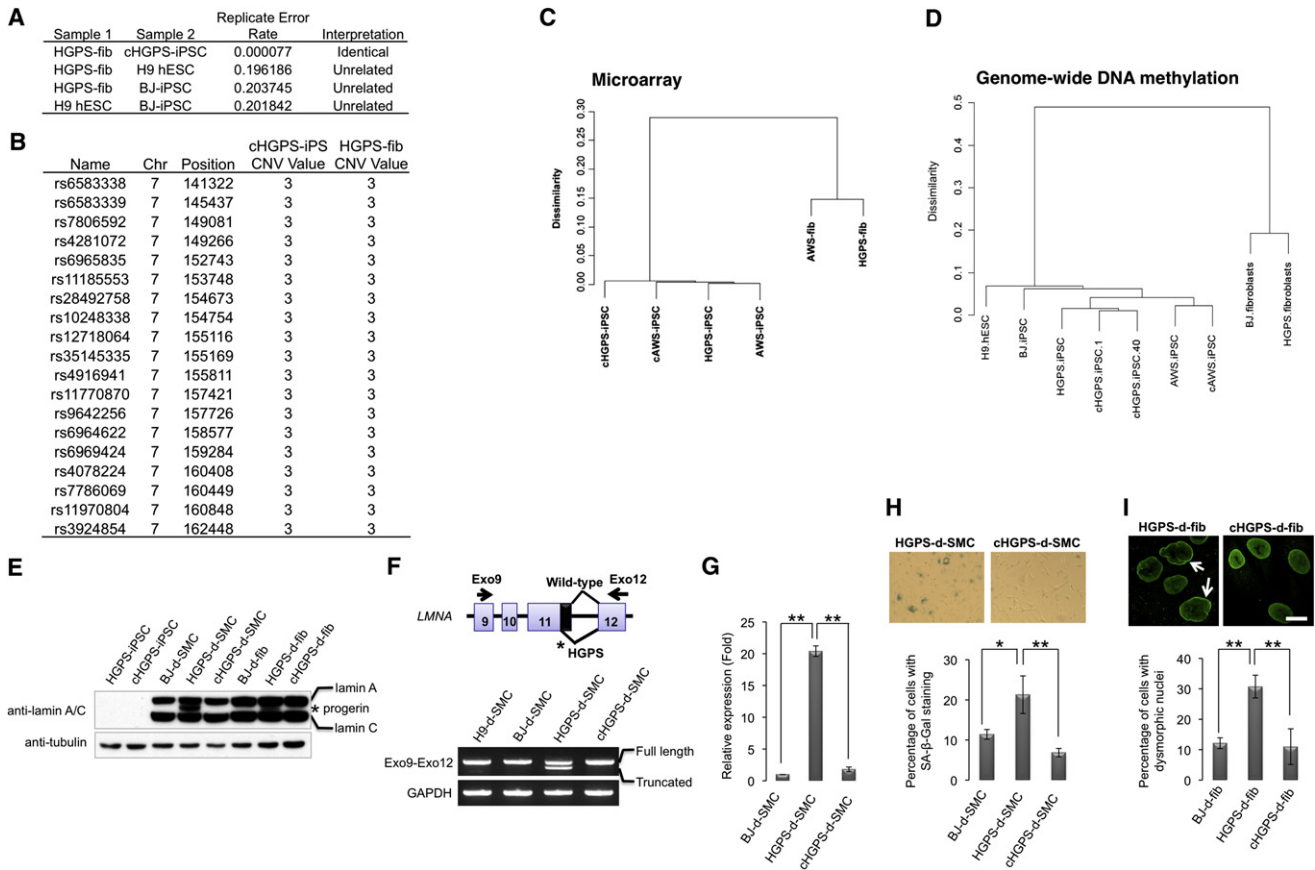 A
Replicate Error
Sample 1 Sample 2 Rate Interpretation
HGPS-fib cHGPS-iPSC 0.000077 Identical
HGPS-fib H9 hESC 0.196186 Unrelated
HGPS-fib BJ-iPSC 0.203745 Unrelated
H9 hESC BJ-iPSC 0.201842 Unrelated
B
cHGPS-iPS HGPS-fib
Name Chr Position CNV Value CNV Value
rs6583338 7 141322 3 3
rs6583339 7 145437 3 3
rs7806592 7 149081 3 3
rs4281072 7 149266 3 3
rs6965835 7 152743 3 3
rs11185553 7 153748 3 3
rs28492758 7 154673 3 3
rs10248338 7 154754 3 3
rs12718064 7 155116 3 3
rs35145335 7 155169 3 3
rs4916941 7 155811 3 3
rs11770870 7 157421 3 3
rs9642256 7 157726 3 3
rs6964622 7 158577 3 3
rs6969424 7 159284 3 3
rs4078224 7 160408 3 3
rs7786069 7 160449 3 3
rs11970804 7 160848 3 3
rs3924854 7 162448 3 3
C
Microarray
Dissimilarity
0.30
0.25
0.20
0.15
0.10
0.05
0.00
AWS-fib
HGPS-fib
cHGPS-iPSC
cAWS-iPSC
HGPS-iPSC
AWS-iPSC
D
Genome-wide DNA methylation
Dissimilarity
0.5
0.4
0.3
0.2
0.1
0.0
H9.hESC
BJ.iPSC
HGPS.iPSC
cHGPS.iPSC.1
cHGPS.iPSC.40
AWS.iPSC
cAWS.iPSC
BJ.fibroblasts
HGPS.fibroblasts
E
HGPS-iPSC
cHGPS-iPSC
BJ-d-SMC
HGPS-d-SMC
cHGPS-d-SMC
BJ-d-fib
HGPS-d-fib
cHGPS-d-fib
anti-lamin A/C
lamin A
* progerin
lamin C
anti-tubulin
F
Exo9 Wild-type Exo12
LMNA 9 10 11 12
* HGPS
H9-d-SMC
BJ-d-SMC
HGPS-d-SMC
cHGPS-d-SMC
Exo9-Exo12
Full length
Truncated
GAPDH
G
** **
Relative expression (Fold)
25
20
15
10
5
0
BJ-d-SMC
HGPS-d-SMC
cHGPS-d-SMC
H
HGPS-d-SMC cHGPS-d-SMC
* **
Percentage of cells with
SA-β-Gal staining
30
20
10
0
BJ-d-SMC
HGPS-d-SMC
cHGPS-d-SMC
I
HGPS-d-fib cHGPS-d-fib
** **
Percentage of cells with
dysmorphic nuclei
40
30
20
10
0
BJ-d-fib
HGPS-d-fib
cHGPS-d-fib